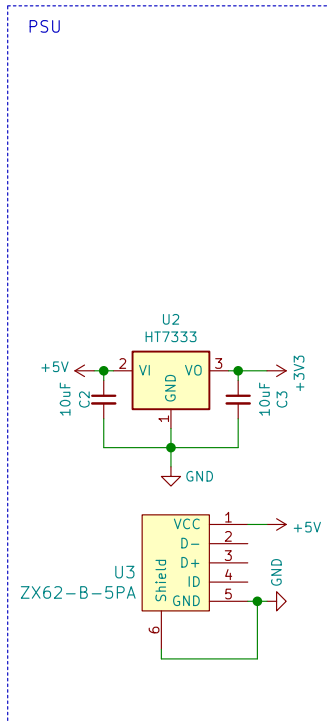 PSU
U2
HT7333
+5V
2
VI
VO
3
+3V3
10uF
C2
GND
1
10uF
C3
GND
VCC
1
+5V
D-
2
D+
3
U3
ID
4
ZX62-B-5PA
Shield
GND
5
GND
6